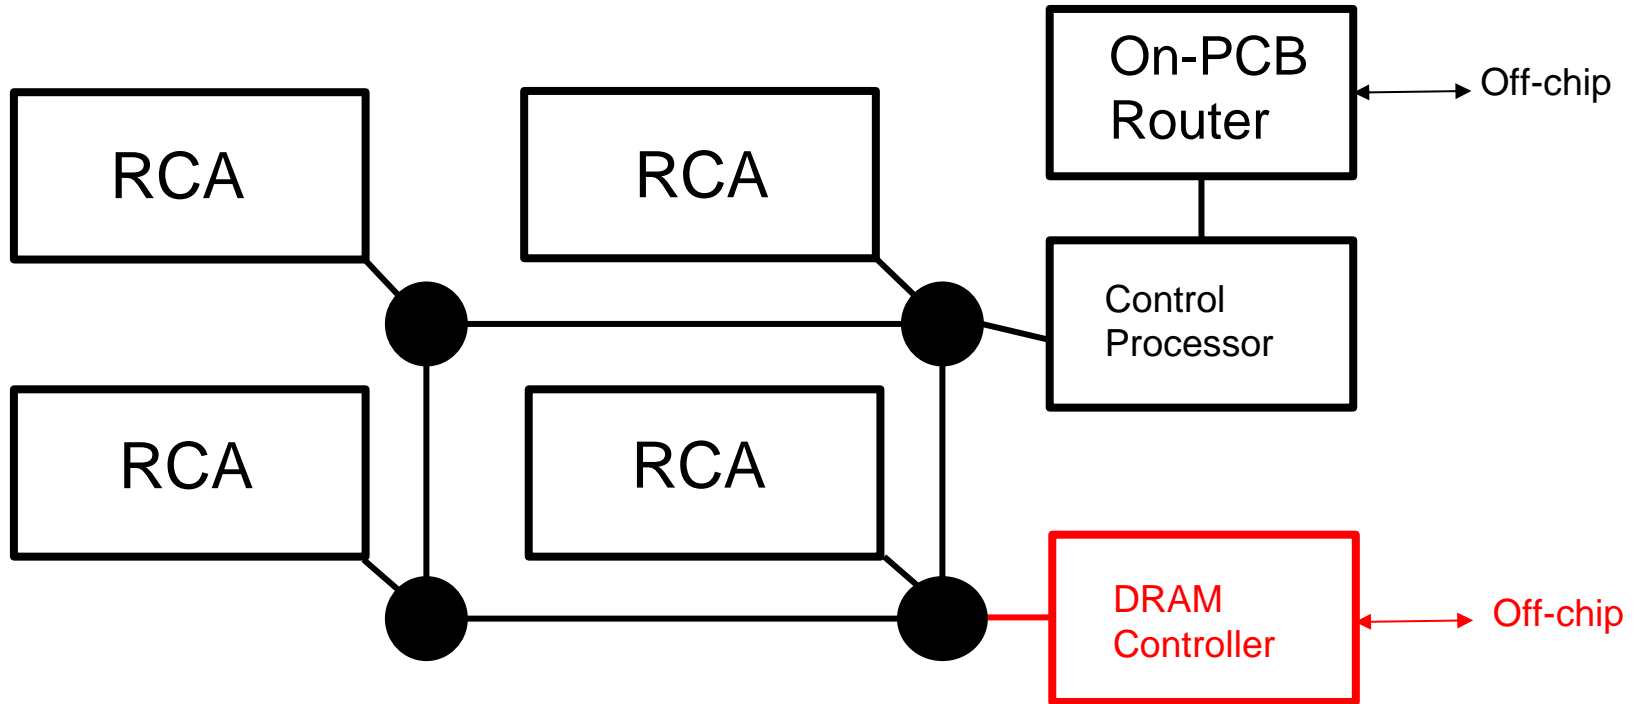 RCA
RCA
On-PCB
Router
Off-chip
Control
Processor
RCA
RCA
DRAM
Controller
Off-chip